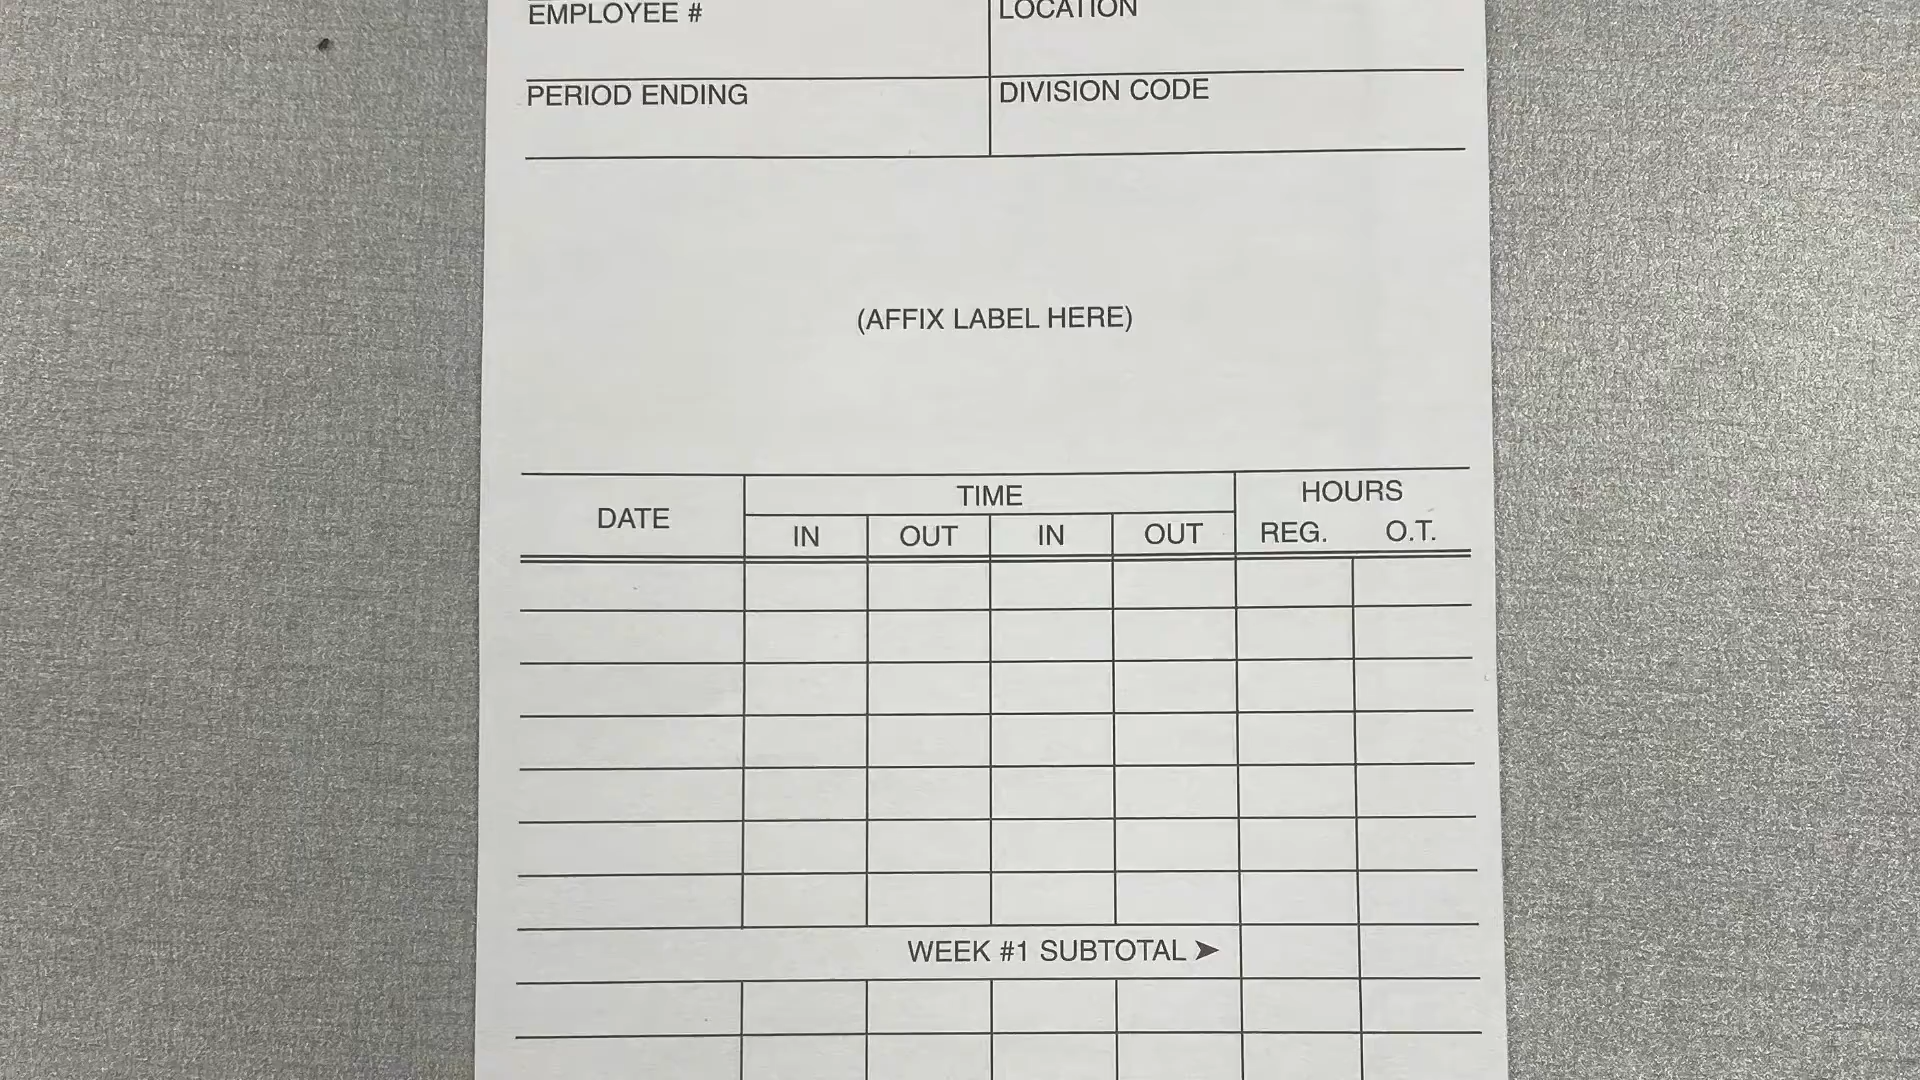 EMPLOYEE # LOCATION
PERIOD ENDING DIVISION CODE
(AFFIX LABEL HERE)
DATE TIME HOURS
IN OUT IN OUT REG. O.T.
WEEK #1 SUBTOTAL ➤